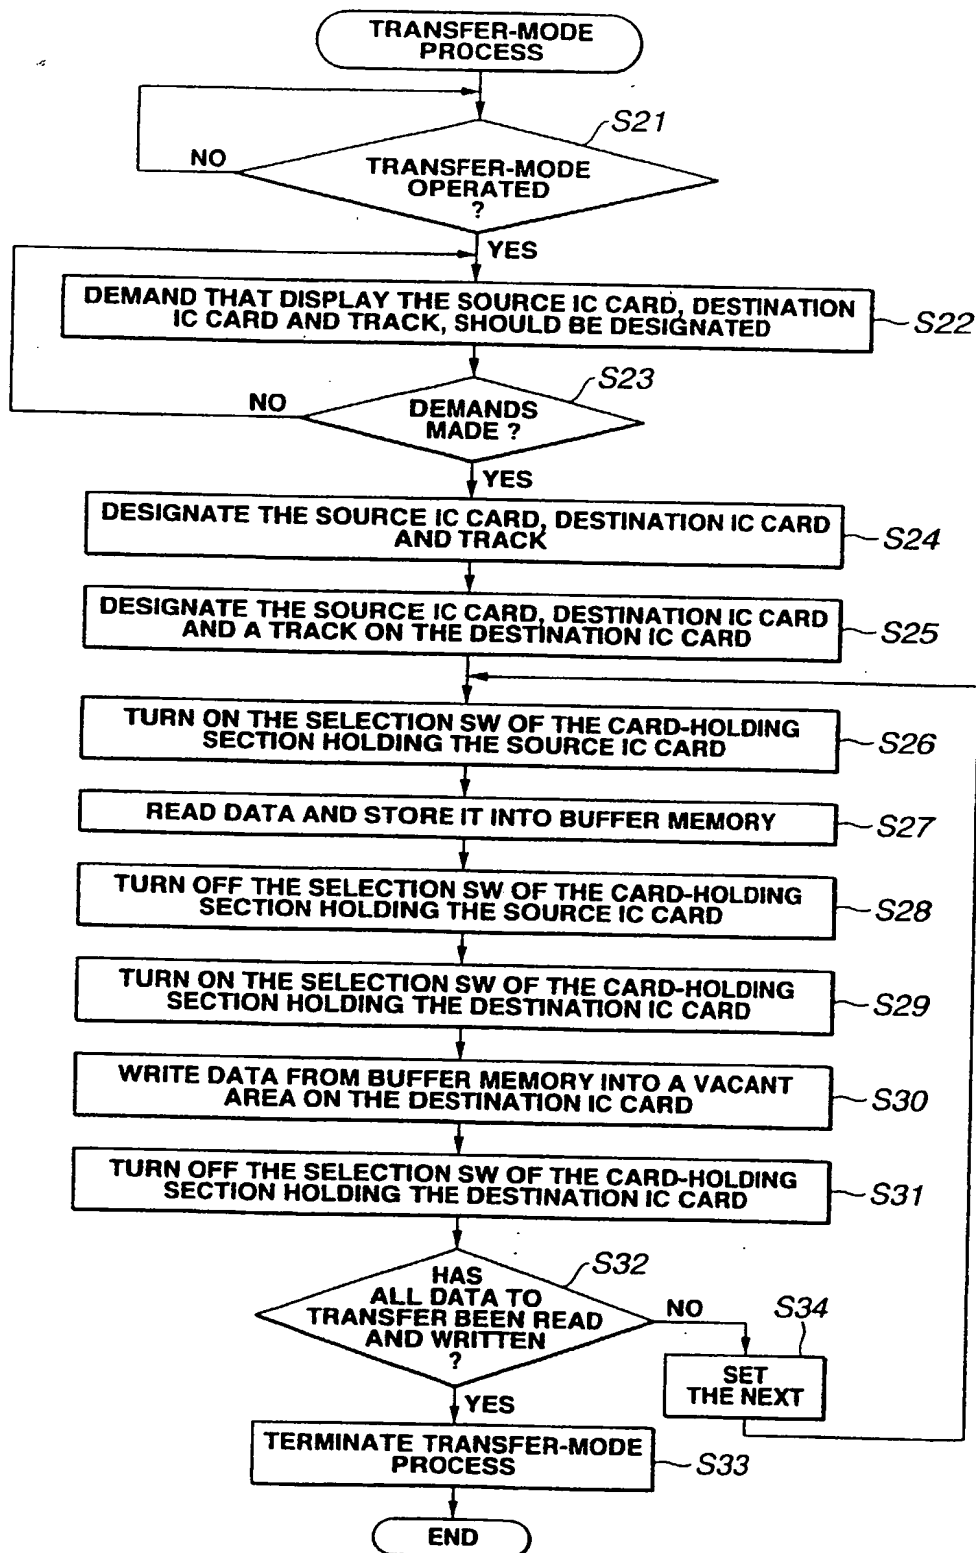 TRANSFER-MODE
PROCESS
S21
NO
TRANSFER-MODE
OPERATED
?
YES
DEMAND THAT DISPLAY THE SOURCE IC CARD, DESTINATION
IC CARD AND TRACK, SHOULD BE DESIGNATED
S22
S23
NO
DEMANDS
MADE ?
YES
DESIGNATE THE SOURCE IC CARD, DESTINATION IC CARD
AND TRACK
S24
DESIGNATE THE SOURCE IC CARD, DESTINATION IC CARD
AND A TRACK ON THE DESTINATION IC CARD
S25
TURN ON THE SELECTION SW OF THE CARD-HOLDING
SECTION HOLDING THE SOURCE IC CARD
S26
READ DATA AND STORE IT INTO BUFFER MEMORY
S27
TURN OFF THE SELECTION SW OF THE CARD-HOLDING
SECTION HOLDING THE SOURCE IC CARD
S28
TURN ON THE SELECTION SW OF THE CARD-HOLDING
SECTION HOLDING THE DESTINATION IC CARD
S29
WRITE DATA FROM BUFFER MEMORY INTO A VACANT
AREA ON THE DESTINATION IC CARD
S30
TURN OFF THE SELECTION SW OF THE CARD-HOLDING
SECTION HOLDING THE DESTINATION IC CARD
S31
S32
HAS
ALL DATA TO
TRANSFER BEEN READ
AND WRITTEN
?
NO
S34
SET
THE NEXT
YES
TERMINATE TRANSFER-MODE
PROCESS
S33
END